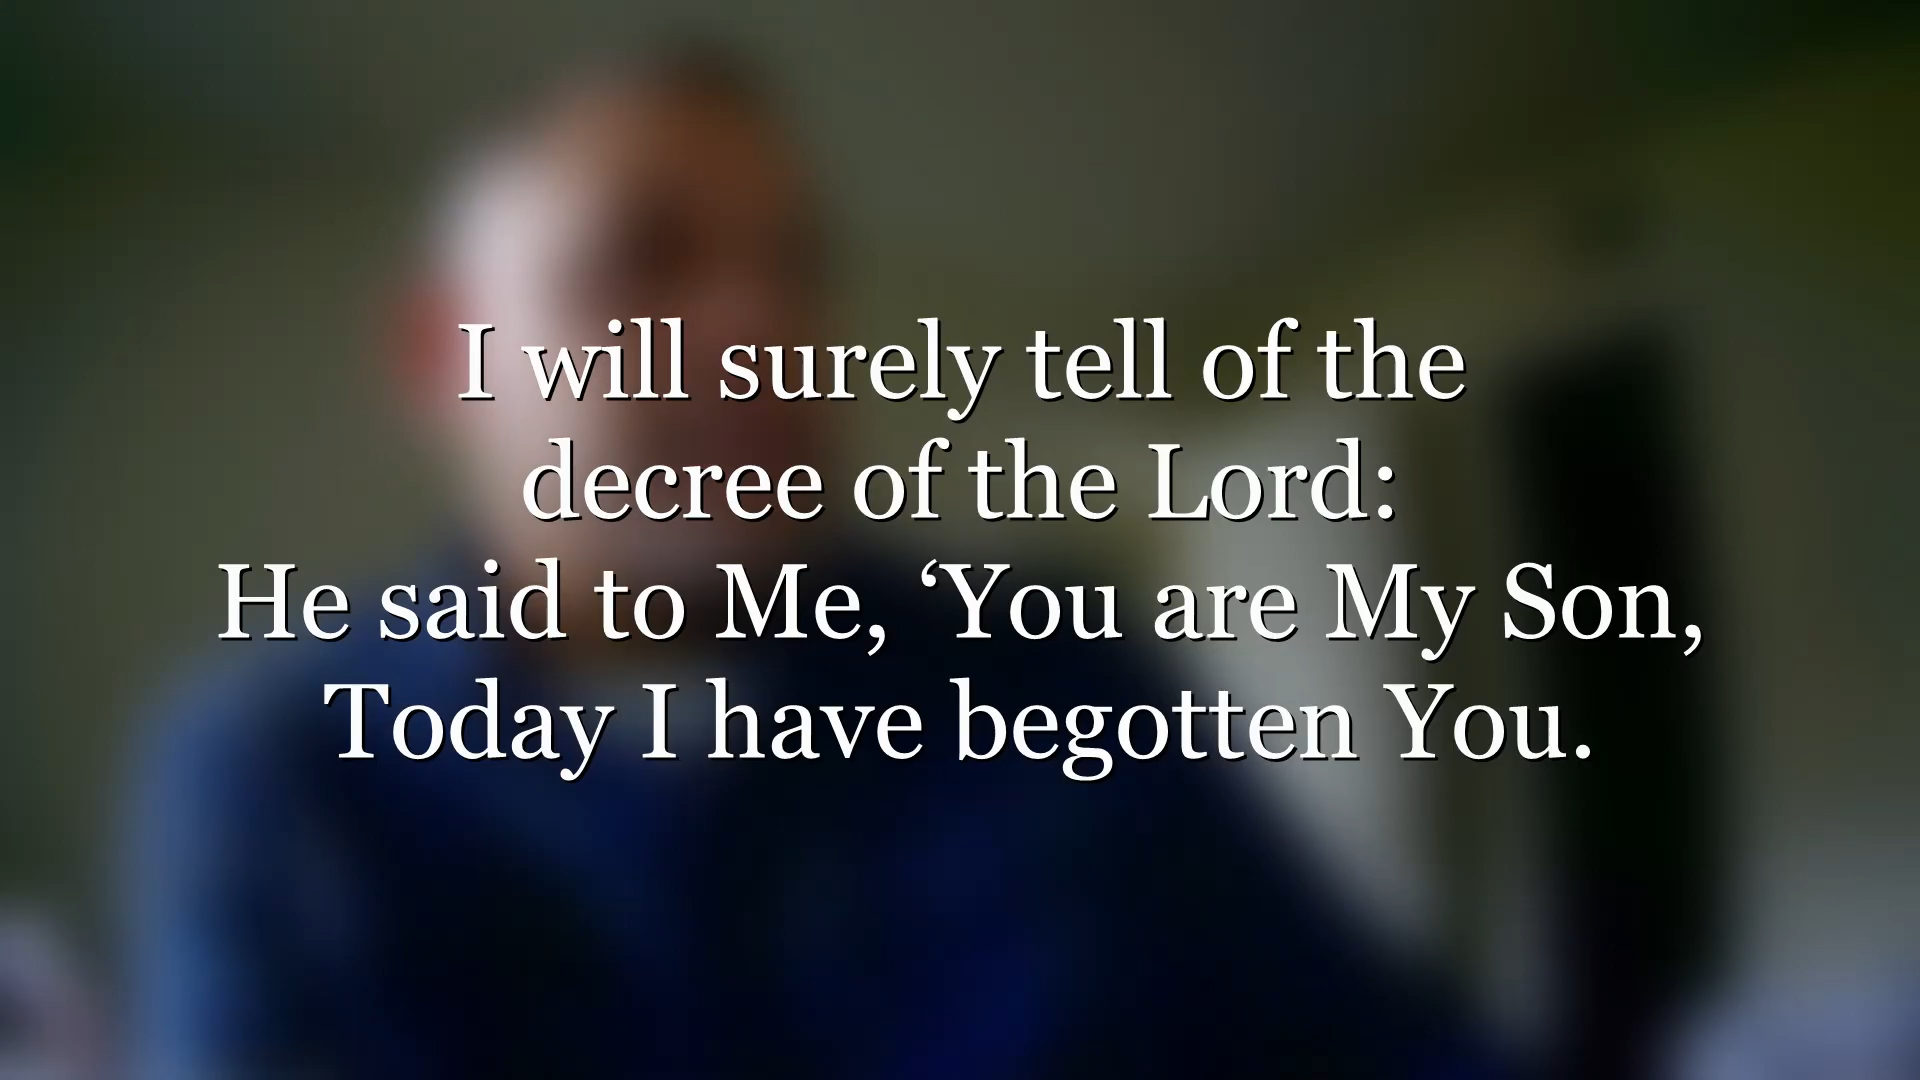 I will surely tell of the
decree of the Lord:
He said to Me, ‘You are My Son,
Today I have begotten You.